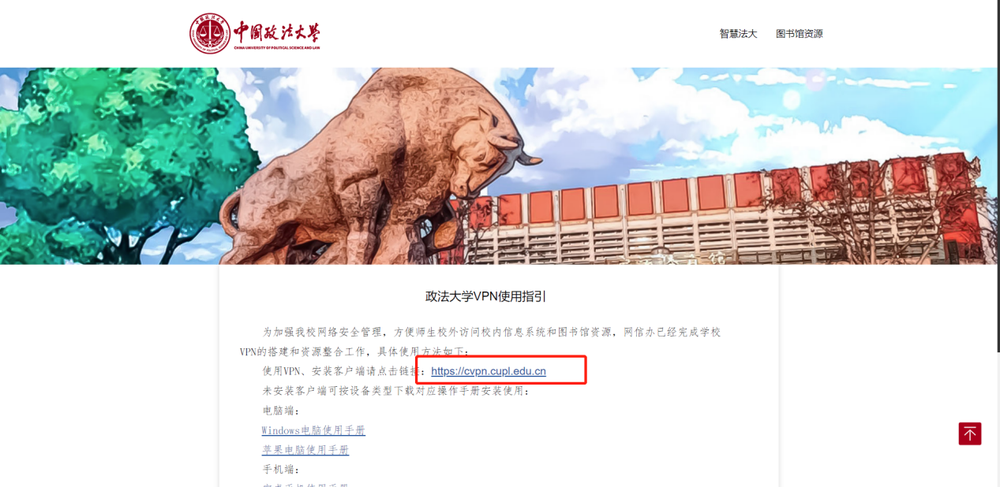 中国政法大学
CHINA UNIVERSITY OF POLITICAL SCIENCE AND LAW
智慧法大 图书馆资源
体育馆
政法大学VPN使用指引
为加强我校网络安全管理，方便师生校外访问校内信息系统和图书馆资源，网信办已经完成学校
VPN的搭建和资源整合工作，具体使用方法如下：
使用VPN、安装客户端请点击链接：https://cvpn.cupl.edu.cn
未安装客户端可按设备类型下载对应操作手册安装使用：
电脑端：
Windows电脑使用手册
苹果电脑使用手册
手机端：